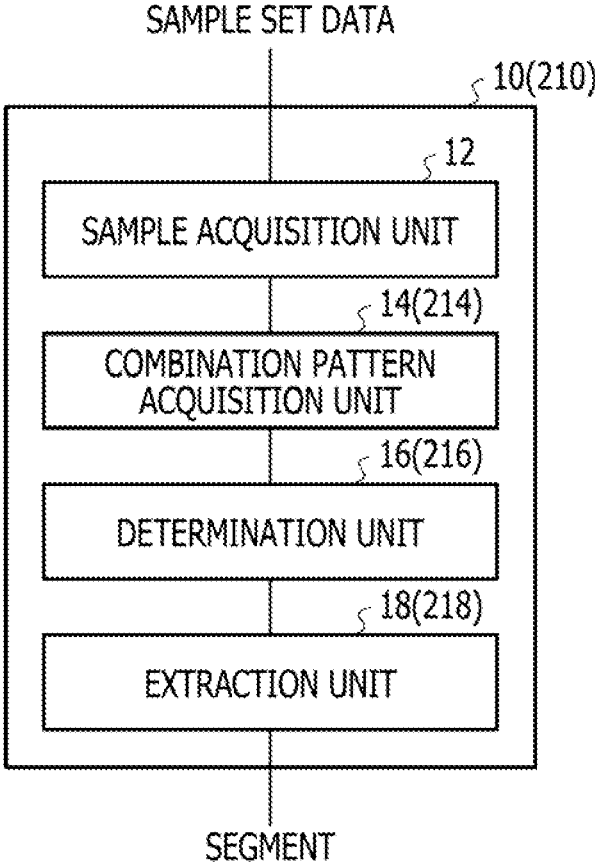 SAMPLE SET DATA
10(210)
12
SAMPLE ACQUISITION UNIT
14(214)
COMBINATION PATTERN
ACQUISITION UNIT
16(216)
DETERMINATION UNIT
18(218)
EXTRACTION UNIT
SEGMENT